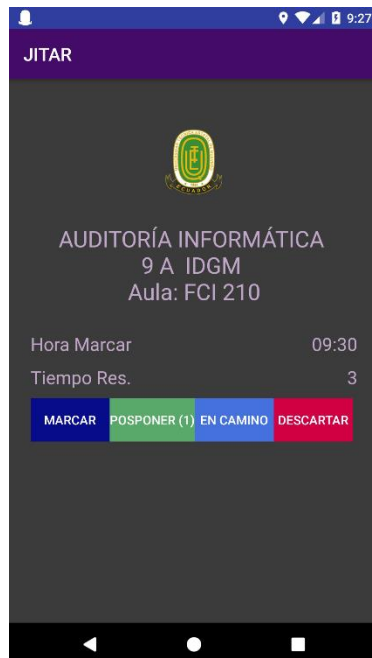 9:27
JITAR
ECUADOR
AUDITORÍA INFORMÁTICA
9 A IDGM
Aula: FCI 210
Hora Marcar 09:30
Tiempo Res. 3
MARCAR POSPONER (1) EN CAMINO DESCARTAR